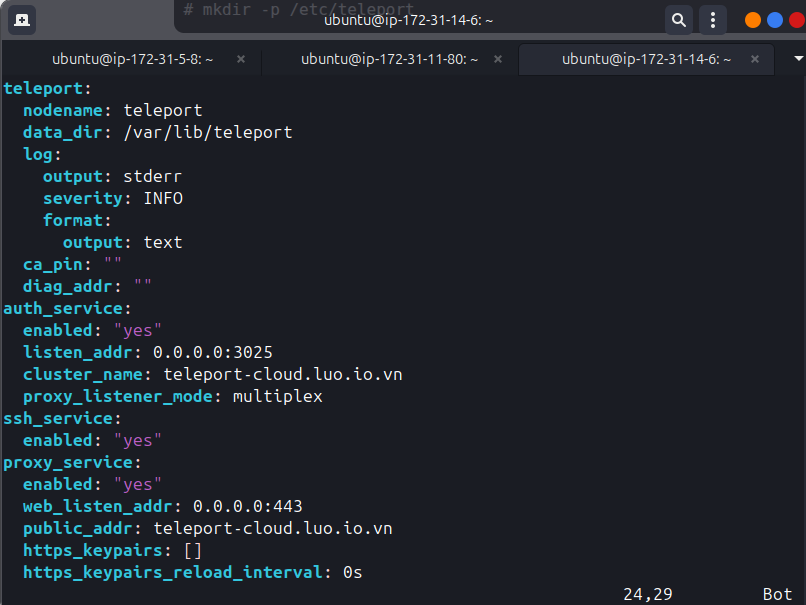 # mkdir -p /etc/teleport
ubuntu@ip-172-31-14-6: ~
ubuntu@ip-172-31-5-8: ~ × ubuntu@ip-172-31-11-80: ~ × ubuntu@ip-172-31-14-6: ~ ×
teleport:
  nodename: teleport
  data_dir: /var/lib/teleport
  log:
    output: stderr
    severity: INFO
    format:
      output: text
  ca_pin: ""
  diag_addr: ""
auth_service:
  enabled: "yes"
  listen_addr: 0.0.0.0:3025
  cluster_name: teleport-cloud.luo.io.vn
  proxy_listener_mode: multiplex
ssh_service:
  enabled: "yes"
proxy_service:
  enabled: "yes"
  web_listen_addr: 0.0.0.0:443
  public_addr: teleport-cloud.luo.io.vn
  https_keypairs: []
  https_keypairs_reload_interval: 0s
24,29 Bot